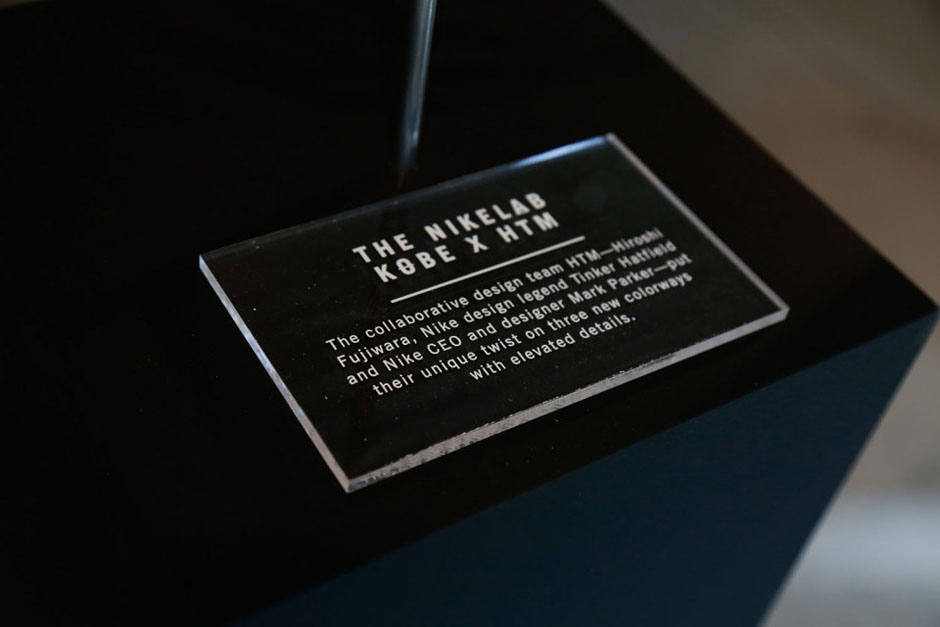 THE NIKELAB
KOBE X HTM
The collaborative design team HTM—Hiroshi
Fujiwara, Nike design legend Tinker Hatfield
and Nike CEO and designer Mark Parker—put
their unique twist on three new colorways
with elevated details.